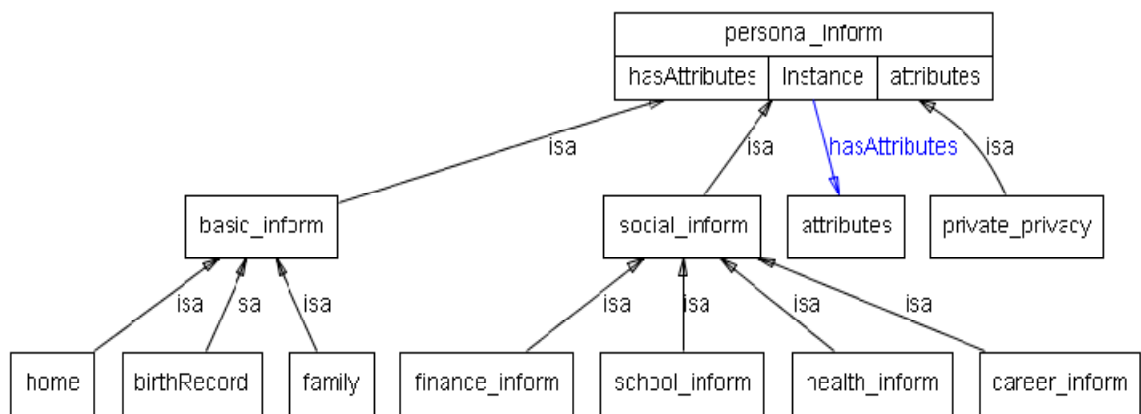 personal_inform
hasAttributes Instance attributes
isa isa hasAttributes isa
basic_inform social_inform attributes private_privacy
isa sa isa isa isa isa isa
home birthRecord family finance_inform school_inform health_inform career_inform